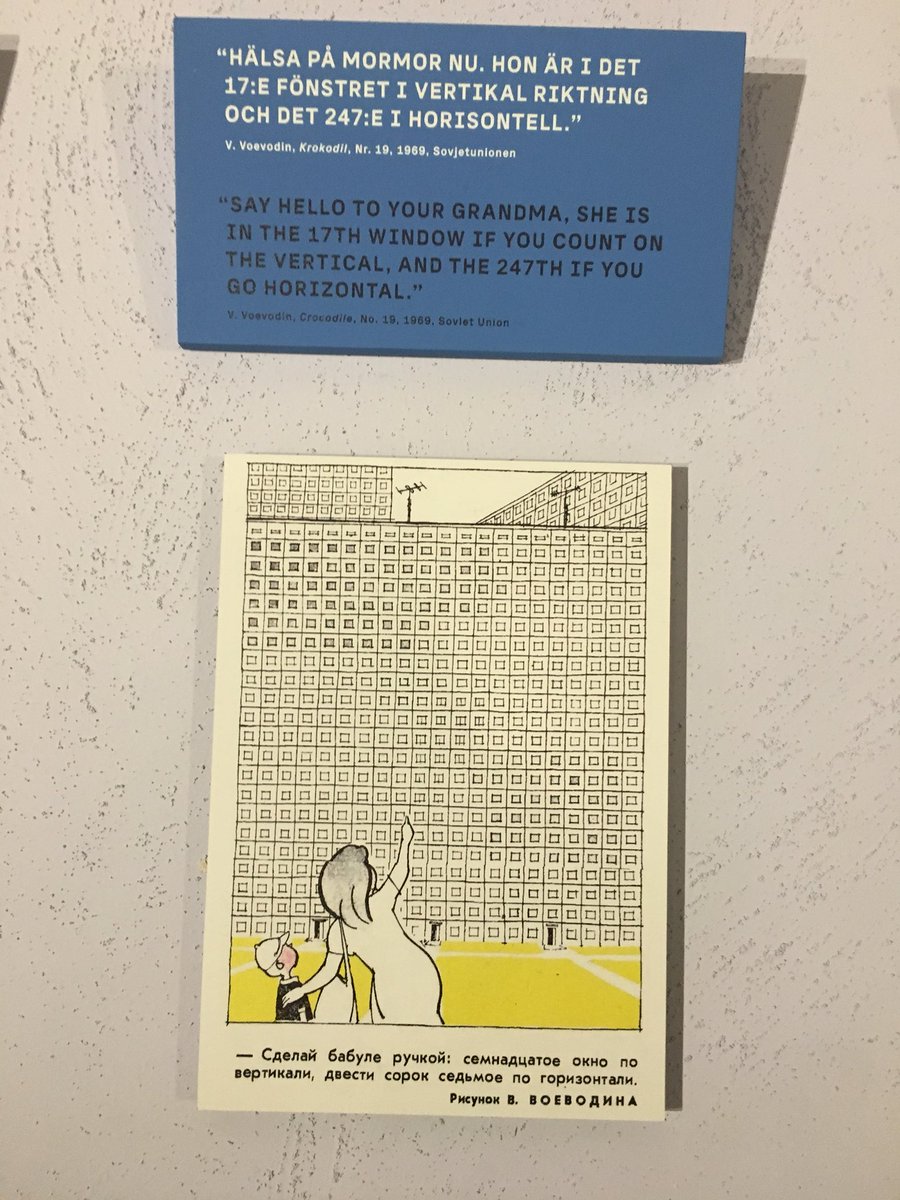 “HÄLSA PÅ MORMOR NU. HON ÄR I DET
17:E FÖNSTRET I VERTIKAL RIKTNING
OCH DET 247:E I HORISONTELL.”
V. Voevodin, Krokodil, Nr. 19, 1969, Sovjetunionen
“SAY HELLO TO YOUR GRANDMA, SHE IS
IN THE 17TH WINDOW IF YOU COUNT ON
THE VERTICAL, AND THE 247TH IF YOU
GO HORIZONTAL.”
V. Voevodin, Crocodile, No. 19, 1969, Soviet Union
— Сделай бабуле ручкой: семнадцатое окно по
вертикали, двести сорок седьмое по горизонтали.
Рисунок В. ВОЕВОДИНА